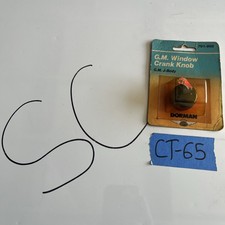 G.M. Window
Crank Knob
DORMAN
CT-65